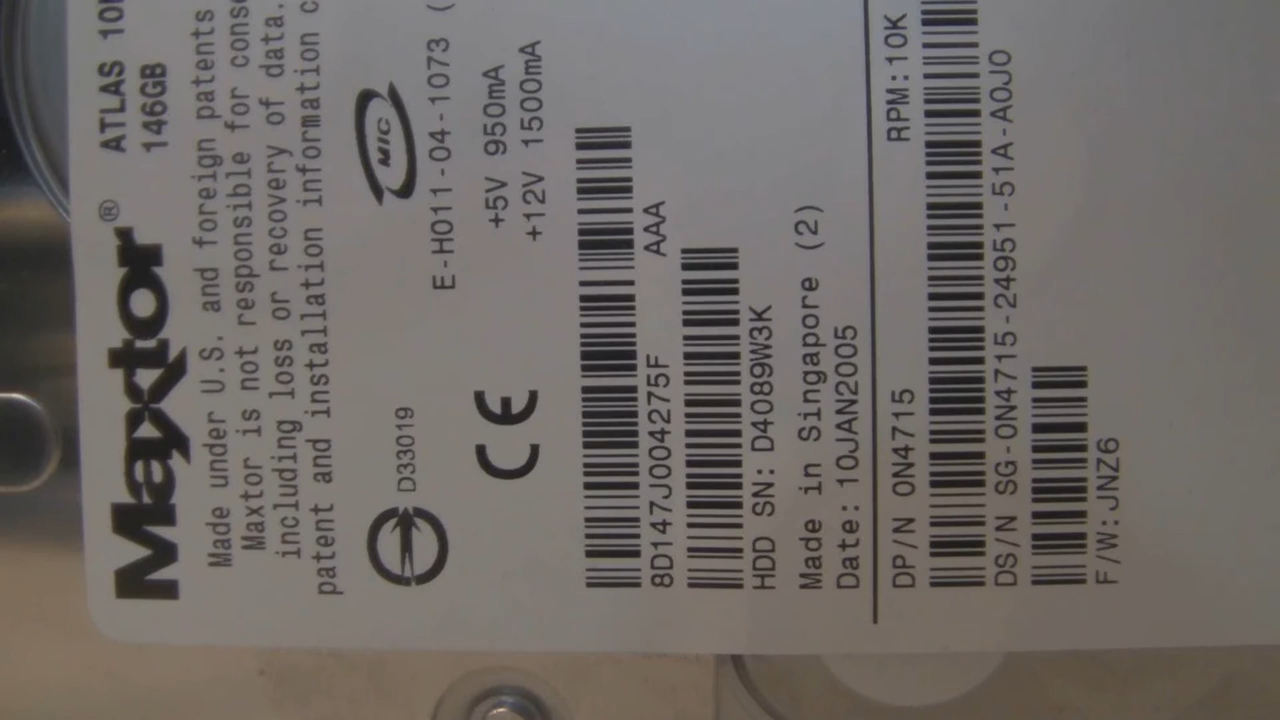 Maxtor®
ATLAS 10
146GB
Made under U.S. and foreign patents
Maxtor is not responsible for
including loss or recovery of data.
patent and installation information
D33019
MIC
E-H011-04-1073 (
CE
+5V 950mA
+12V 1500mA
8D147J004275F AAA
HDD SN: D4089W3K
Made in Singapore (2)
Date: 10JAN2005
DP/N 0N4715 RPM:10K
DS/N SG-0N4715-24951-51A-A0J0
F/W:JNZ6